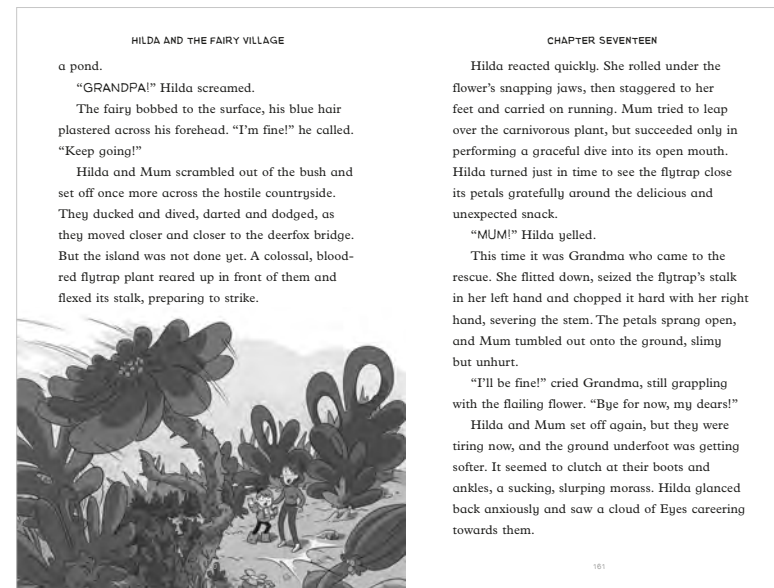 HILDA AND THE FAIRY VILLAGE
a pond.
“GRANDPA!” Hilda screamed.
The fairy bobbed to the surface, his blue hair
plastered across his forehead. “I’m fine!” he called.
“Keep going!”
Hilda and Mum scrambled out of the bush and
set off once more across the hostile countryside.
They ducked and dived, darted and dodged, as
they moved closer and closer to the deerfox bridge.
But the island was not done yet. A colossal, blood-
red flytrap plant reared up in front of them and
flexed its stalk, preparing to strike.
CHAPTER SEVENTEEN
Hilda reacted quickly. She rolled under the
flower’s snapping jaws, then staggered to her
feet and carried on running. Mum tried to leap
over the carnivorous plant, but succeeded only in
performing a graceful dive into its open mouth.
Hilda turned just in time to see the flytrap close
its petals gratefully around the delicious and
unexpected snack.
“MUM!” Hilda yelled.
This time it was Grandma who came to the
rescue. She flitted down, seized the flytrap’s stalk
in her left hand and chopped it hard with her right
hand, severing the stem. The petals sprang open,
and Mum tumbled out onto the ground, slimy
but unhurt.
“I’ll be fine!” cried Grandma, still grappling
with the flailing flower. “Bye for now, my dears!”
Hilda and Mum set off again, but they were
tiring now, and the ground underfoot was getting
softer. It seemed to clutch at their boots and
ankles, a sucking, slurping morass. Hilda glanced
back anxiously and saw a cloud of Eyes careering
towards them.
161